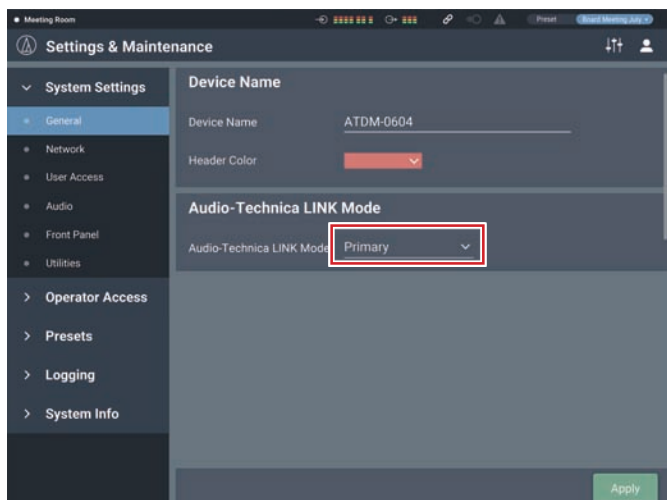 Meeting Room
Preset
Board Meeting July
Settings & Maintenance
System Settings
General
Network
User Access
Audio
Front Panel
Utilities
Operator Access
Presets
Logging
System Info
Device Name
Device Name ATDM-0604
Header Color
Audio-Technica LINK Mode
Audio-Technica LINK Mode Primary
Apply